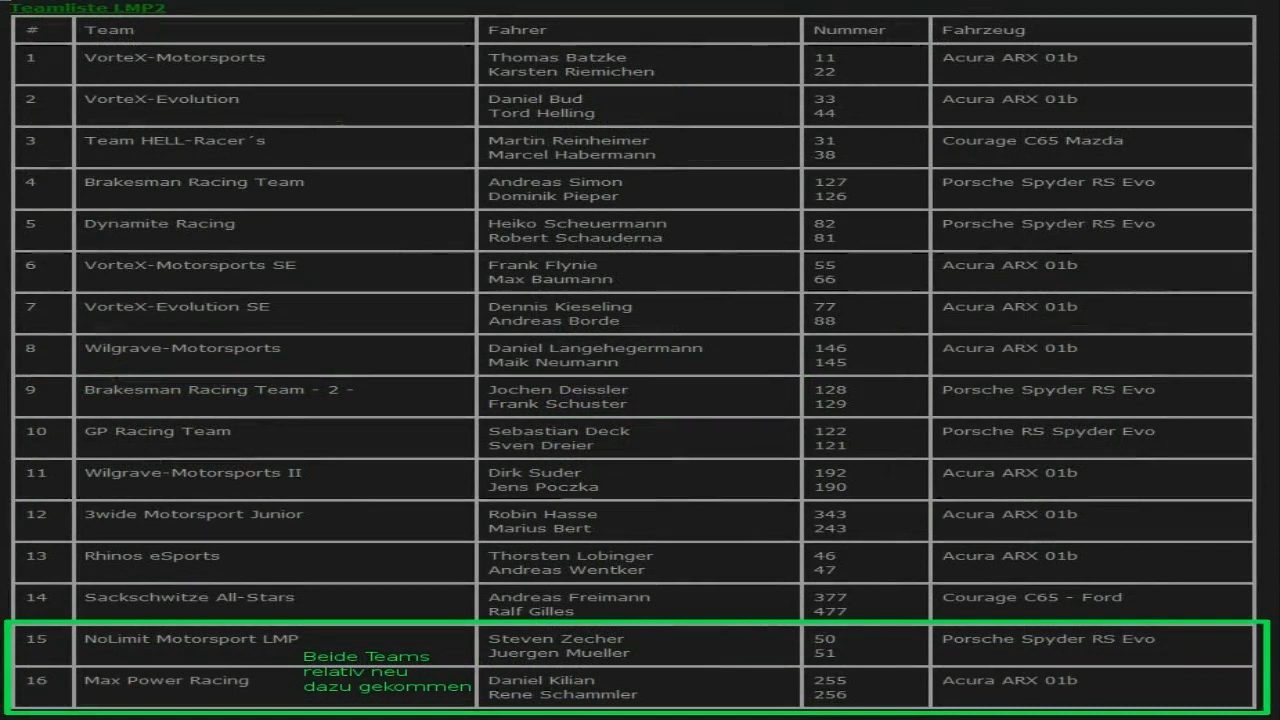 Teamliste LMP2
# Team Fahrer Nummer Fahrzeug
1 VorteX-Motorsports Thomas Batzke 11 Acura ARX 01b
Karsten Riemichen 22
2 VorteX-Evolution Daniel Bud 33 Acura ARX 01b
Tord Helling 44
3 Team HELL-Racer´s Martin Reinheimer 31 Courage C65 Mazda
Marcel Habermann 38
4 Brakesman Racing Team Andreas Simon 127 Porsche Spyder RS Evo
Dominik Pieper 126
5 Dynamite Racing Heiko Scheuermann 82 Porsche Spyder RS Evo
Robert Schauderna 81
6 VorteX-Motorsports SE Frank Flynie 55 Acura ARX 01b
Max Baumann 66
7 VorteX-Evolution SE Dennis Kieseling 77 Acura ARX 01b
Andreas Borde 88
8 Wilgrave-Motorsports Daniel Langehegermann 146 Acura ARX 01b
Maik Neumann 145
9 Brakesman Racing Team - 2 - Jochen Deissler 128 Porsche Spyder RS Evo
Frank Schuster 129
10 GP Racing Team Sebastian Deck 122 Porsche RS Spyder Evo
Sven Dreier 121
11 Wilgrave-Motorsports II Dirk Suder 192 Acura ARX 01b
Jens Poczka 190
12 3wide Motorsport Junior Robin Hasse 343 Acura ARX 01b
Marius Bert 243
13 Rhinos eSports Thorsten Lobinger 46 Acura ARX 01b
Andreas Wentker 47
14 Sackschwitze All-Stars Andreas Freimann 377 Courage C65 - Ford
Ralf Gilles 477
15 NoLimit Motorsport LMP Steven Zecher 50 Porsche Spyder RS Evo
Juergen Mueller 51
16 Max Power Racing Daniel Kilian 255 Acura ARX 01b
Rene Schammler 256
Beide Teams
relativ neu
dazu gekommen